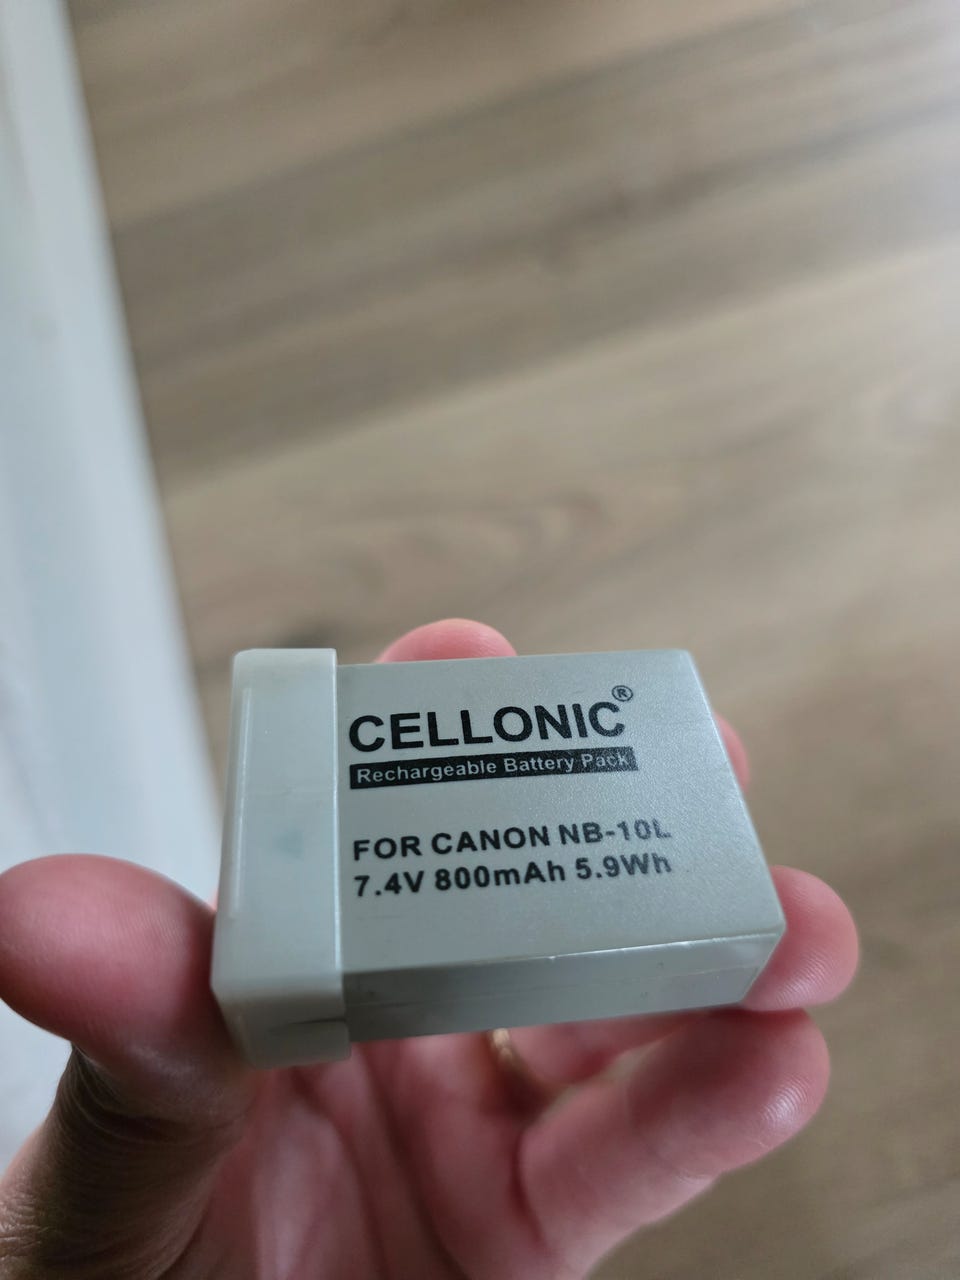 CELLONIC®
Rechargeable Battery Pack
FOR CANON NB-10L
7.4V 800mAh 5.9Wh